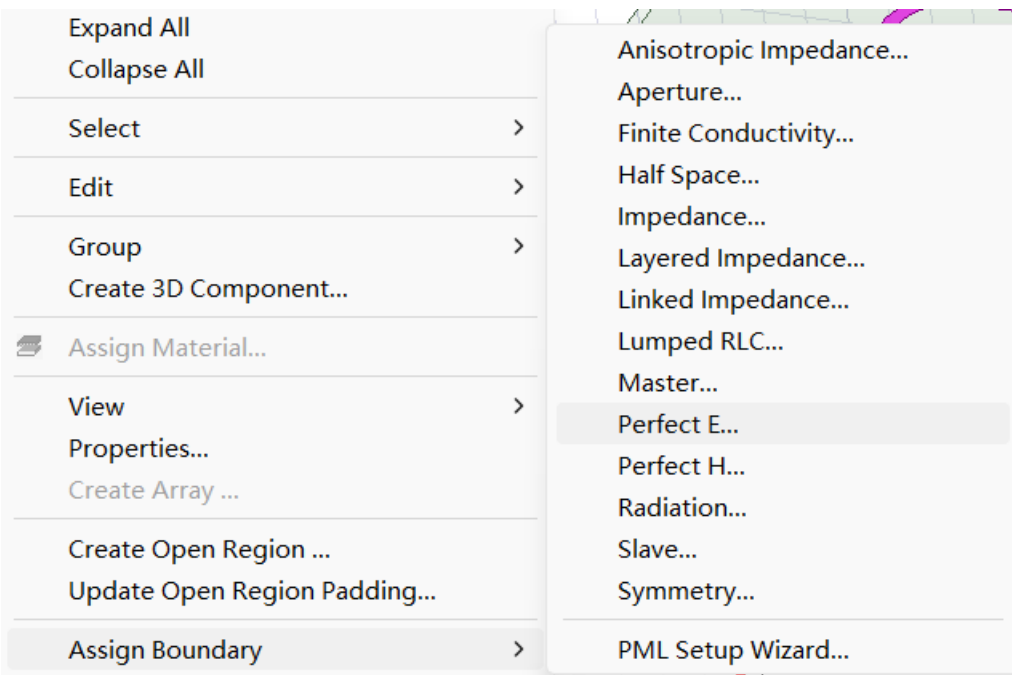 Expand All
Collapse All
Select
Edit
Group
Create 3D Component...
Assign Material...
View
Properties...
Create Array ...
Create Open Region ...
Update Open Region Padding...
Assign Boundary
Anisotropic Impedance...
Aperture...
Finite Conductivity...
Half Space...
Impedance...
Layered Impedance...
Linked Impedance...
Lumped RLC...
Master...
Perfect E...
Perfect H...
Radiation...
Slave...
Symmetry...
PML Setup Wizard...